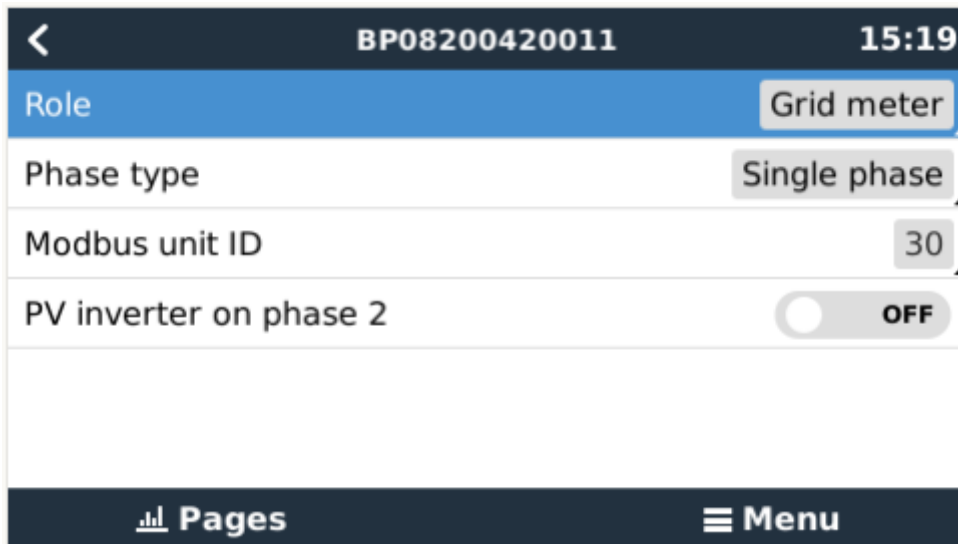 BP08200420011 15:19
Role Grid meter
Phase type Single phase
Modbus unit ID 30
PV inverter on phase 2 OFF
Pages Menu